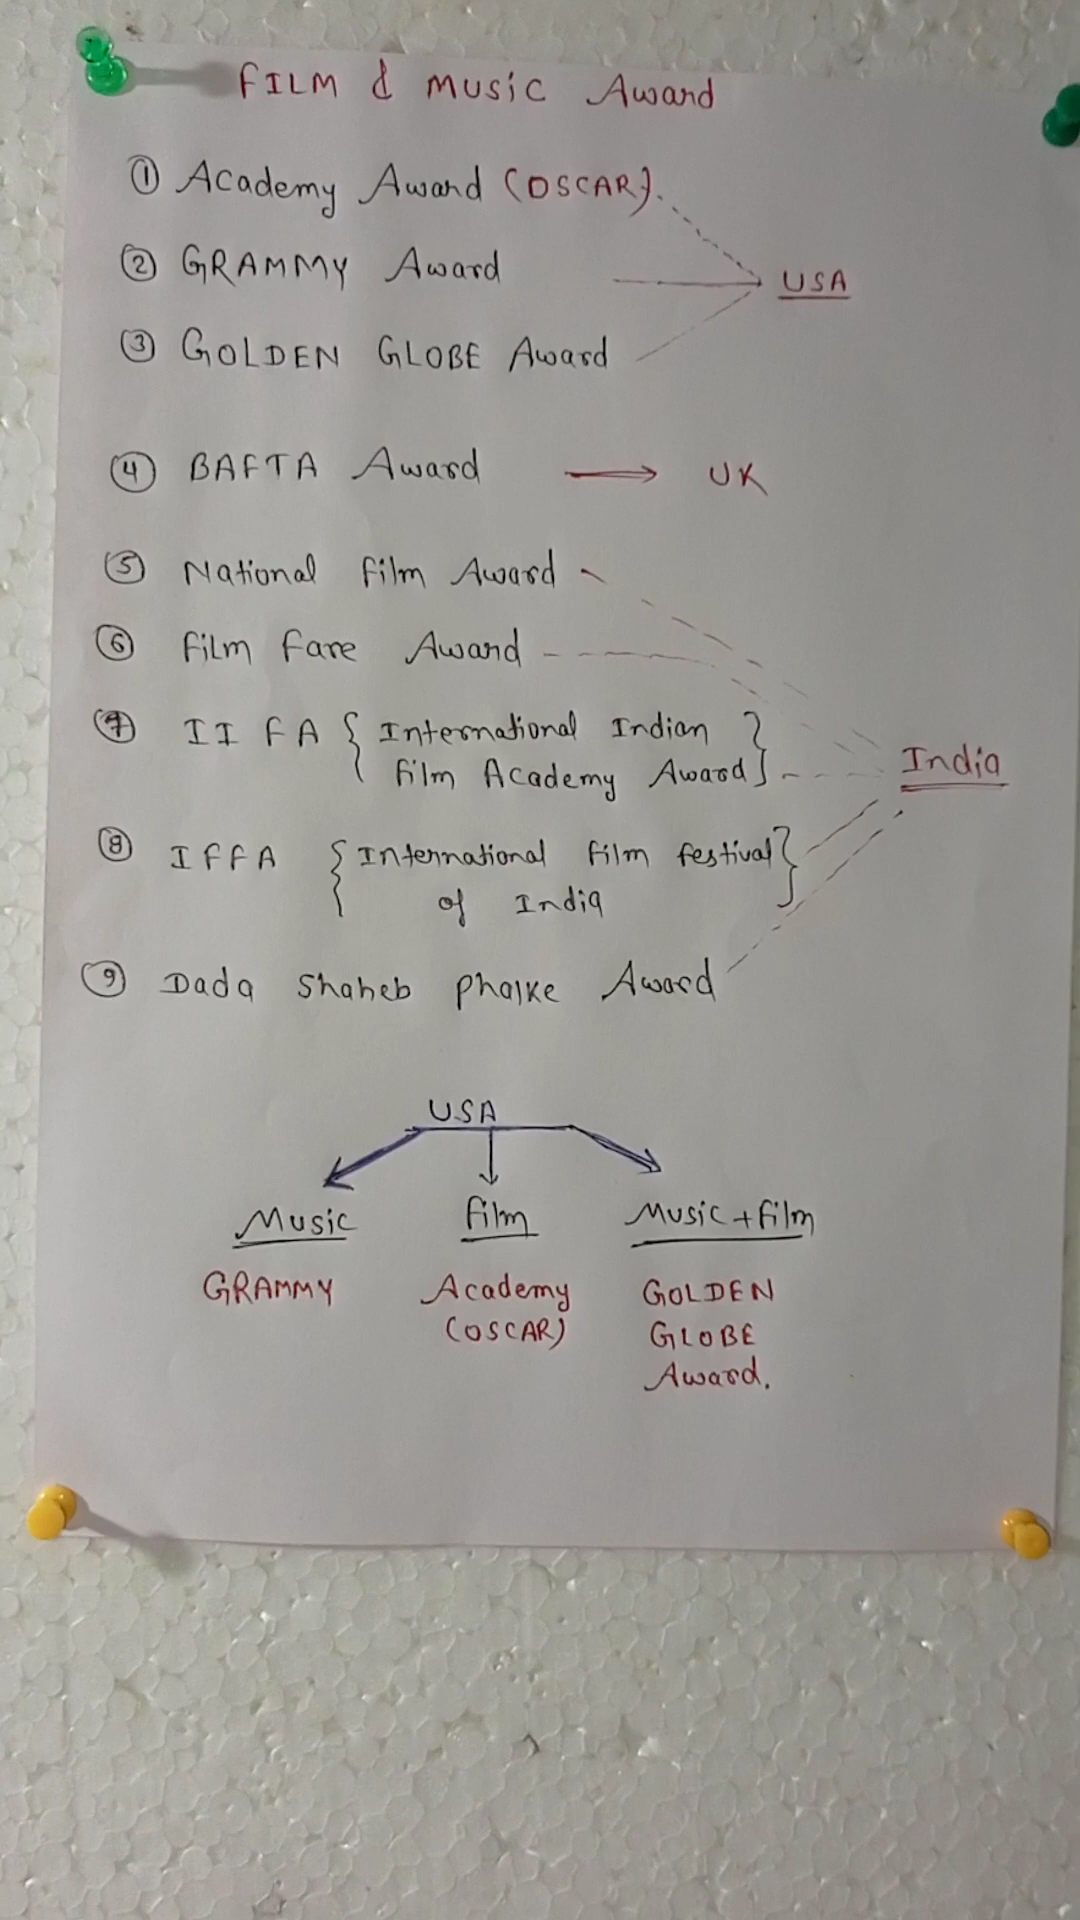 FILM & MUSIC Award
① Academy Award (OSCAR).
② GRAMMY Award
USA
③ GOLDEN GLOBE Award
④ BAFTA Award → UK
⑤ National Film Award
⑥ Film Fare Award
⑦ IIFA { International Indian
Film Academy Award }
India
⑧ IFFA { International Film Festival
of India }
⑨ Dada Shaheb Phalke Award
USA
Music Film Music + Film
GRAMMY Academy GOLDEN
(OSCAR) GLOBE
Award.